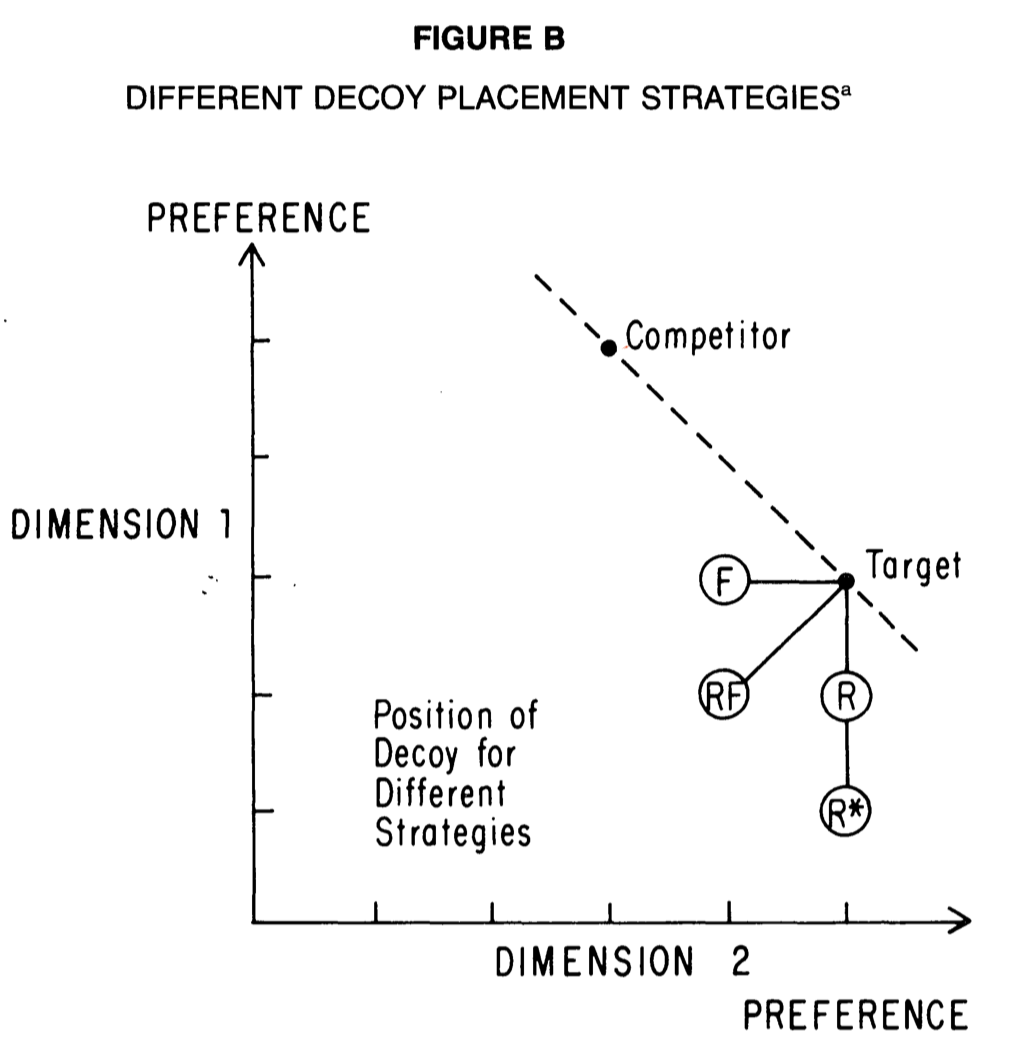 FIGURE B
DIFFERENT DECOY PLACEMENT STRATEGIESᵃ
PREFERENCE
Competitor
DIMENSION 1
Target
F
RF
R
Position of
Decoy for
Different
Strategies
R*
DIMENSION 2
PREFERENCE